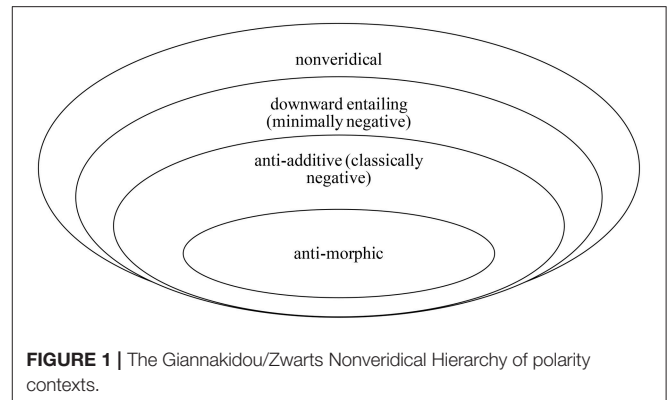 nonveridical
downward entailing
(minimally negative)
anti-additive (classically
negative)
anti-morphic
FIGURE 1 | The Giannakidou/Zwarts Nonveridical Hierarchy of polarity
contexts.